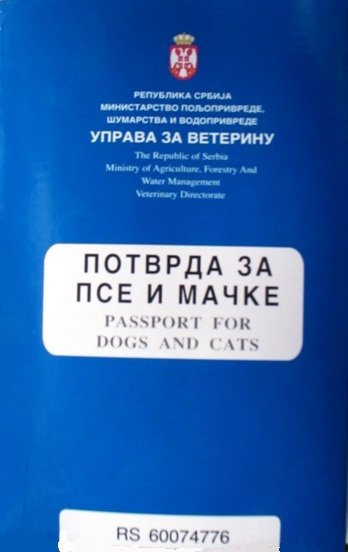 РЕПУБЛИКА СРБИЈА
МИНИСТАРСТВО ПОЉОПРИВРЕДЕ,
ШУМАРСТВА И ВОДОПРИВРЕДЕ
УПРАВА ЗА ВЕТЕРИНУ
The Republic of Serbia
Ministry of Agriculture, Forestry And
Water Management
Veterinary Directorate
ПОТВРДА ЗА
ПСЕ И МАЧКЕ
PASSPORT FOR
DOGS AND CATS
RS 60074776